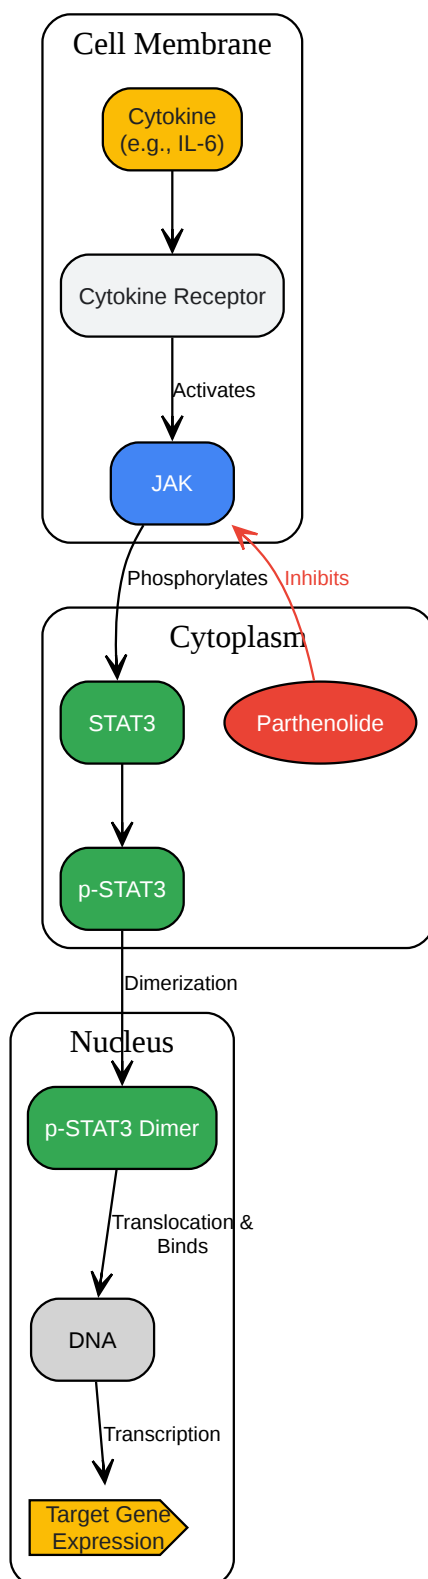 Cell Membrane
Cytokine
(e.g., IL-6)
Cytokine Receptor
Activates
JAK
Phosphorylates
Inhibits
Cytoplasm
STAT3
Parthenolide
p-STAT3
Dimerization
Nucleus
p-STAT3 Dimer
Translocation &
Binds
DNA
Transcription
Target Gene
Expression